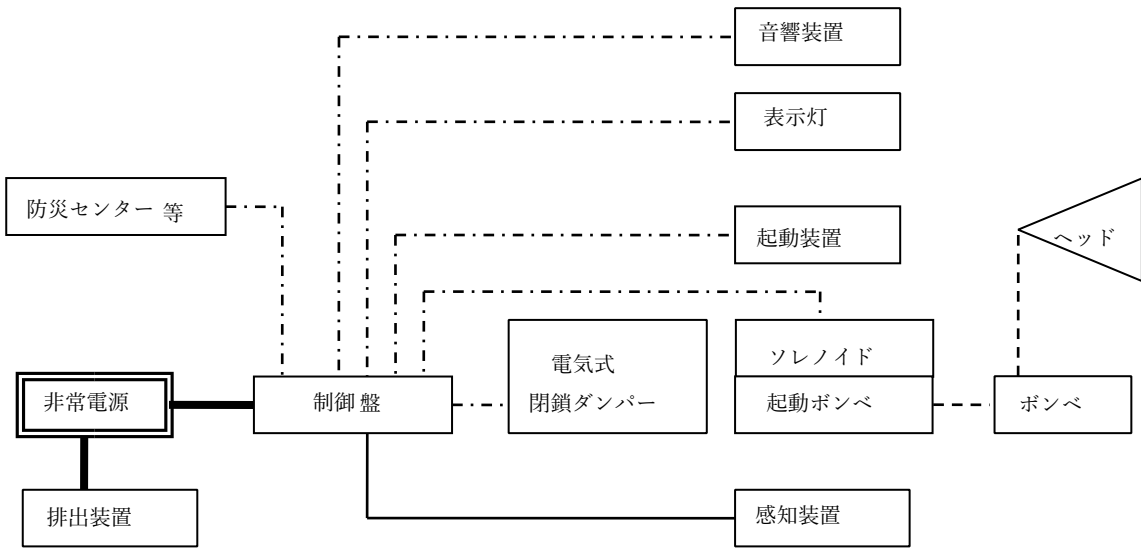 音響装置
表示灯
防災センター 等
起動装置
ヘッド
電気式
閉鎖ダンパー
ソレノイド
起動ボンベ
非常電源
制御盤
ボンベ
排出装置
感知装置